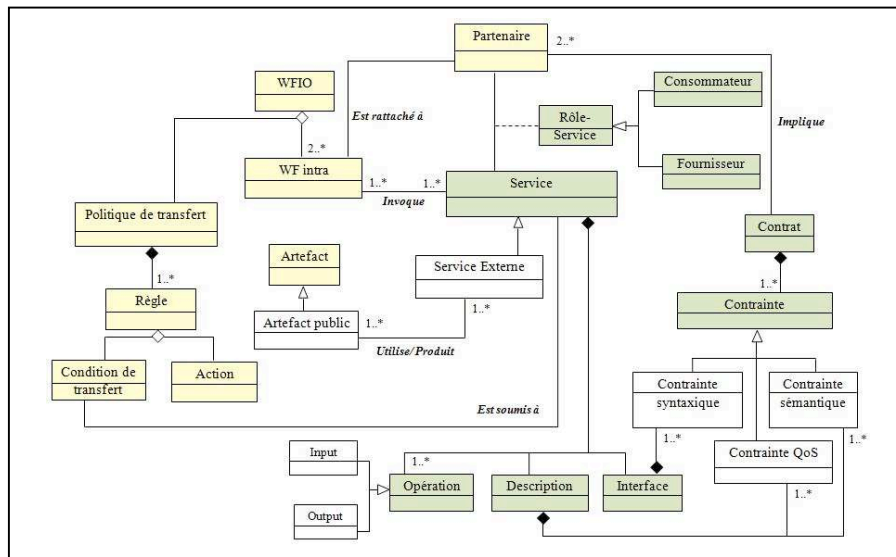 Partenaire
2..*
WFIO
Consommateur
Est rattaché à
Rôle-
Service
Implique
2..*
WF intra
Fournisseur
1..*
1..*
Service
Invoque
Politique de transfert
Contrat
Artefact
Service Externe
1..*
1..*
Règle
1..*
Contrainte
Artefact public
1..*
Utilise/Produit
Condition de
transfert
Action
Contrainte
syntaxique
Contrainte
sémantique
Est soumis à
1..*
1..*
Input
1..*
Contrainte QoS
Opération
Description
Interface
1..*
Output